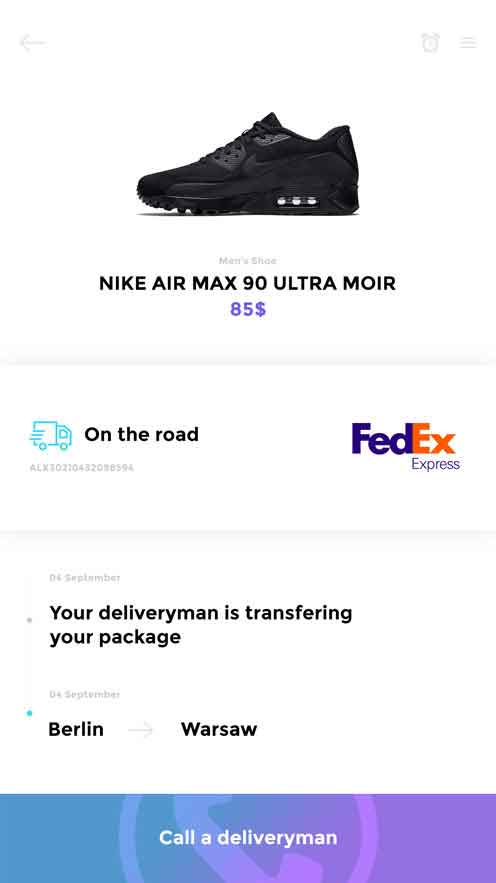 Men's Shoe
NIKE AIR MAX 90 ULTRA MOIR
85$
On the road
FedEx
Express
ALX30210432098594
04 September
Your deliveryman is transfering
your package
04 September
Berlin
Warsaw
Call a deliveryman